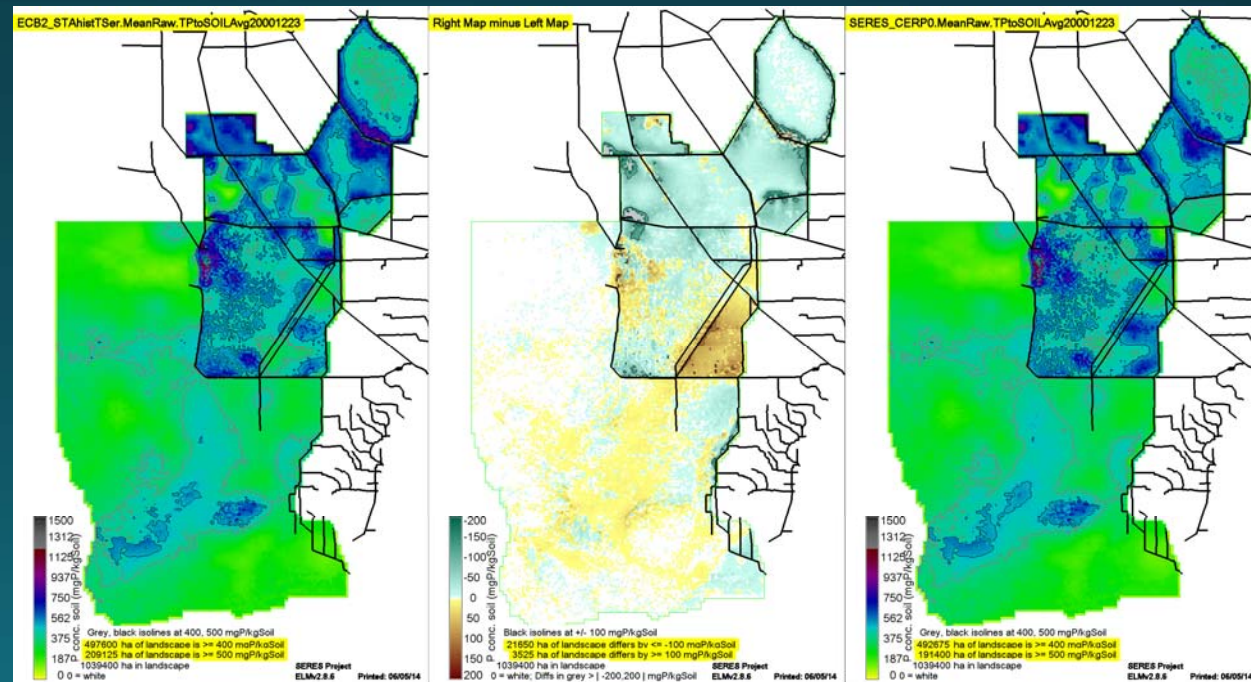 ECB2_STAhistTSer.MeanRaw.TPtoSOILAvg20001223
1500
1312
1125
937
750
562
375
187
0
P conc. soil (mgP/kgSoil)
0 = white
Grey, black isolines at 400, 500 mgP/kgSoil
497600 ha of landscape is >= 400 mgP/kgSoil
209125 ha of landscape is >= 500 mgP/kgSoil
1039400 ha in landscape
SERES Project
ELMv2.8.6
Printed: 06/05/14
Right Map minus Left Map
-200
-150
-100
-50
0
50
100
150
200
P conc. soil (mgP/kgSoil)
Black isolines at +/- 100 mgP/kgSoil
21650 ha of landscape differs by <= -100 mgP/kgSoil
3525 ha of landscape differs by >= 100 mgP/kgSoil
1039400 ha in landscape
0 = white; Diffs in grey > | -200,200 | mgP/kgSoil
SERES Project
ELMv2.8.6
Printed: 06/05/14
SERES_CERP0.MeanRaw.TPtoSOILAvg20001223
1500
1312
1125
937
750
562
375
187
0
P conc. soil (mgP/kgSoil)
0 = white
Grey, black isolines at 400, 500 mgP/kgSoil
492675 ha of landscape is >= 400 mgP/kgSoil
191400 ha of landscape is >= 500 mgP/kgSoil
1039400 ha in landscape
SERES Project
ELMv2.8.6
Printed: 06/05/14